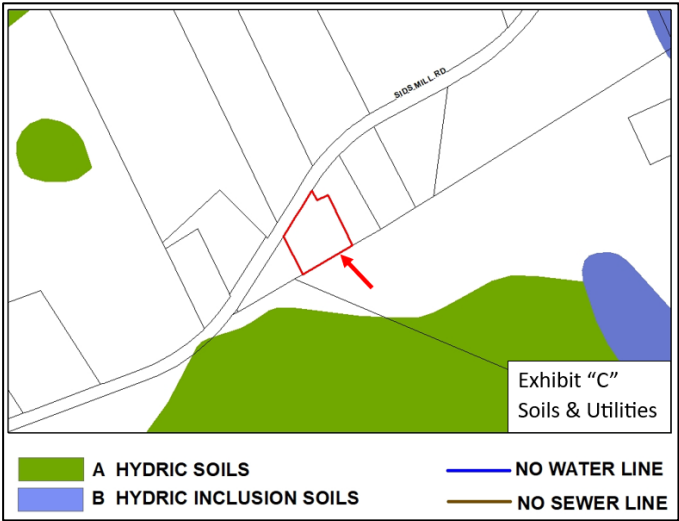 SIDS MILL RD
Exhibit “C”
Soils & Utilities
A HYDRIC SOILS
NO WATER LINE
B HYDRIC INCLUSION SOILS
NO SEWER LINE